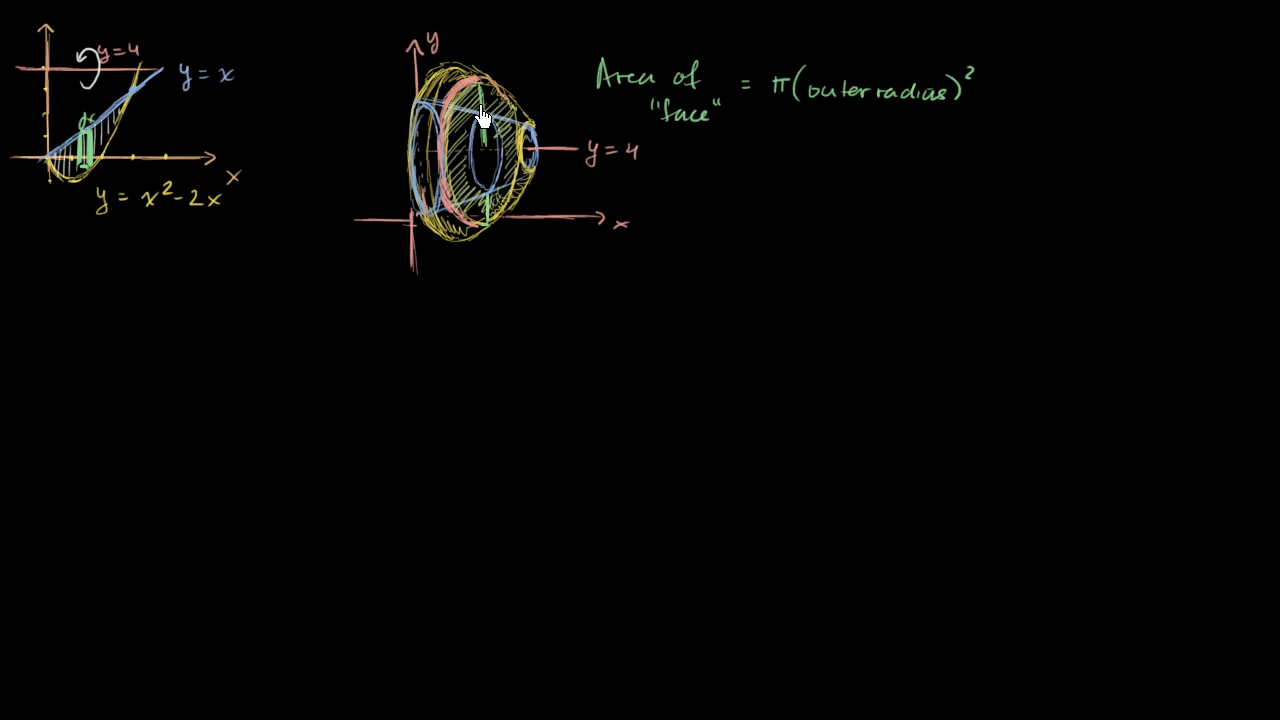 y = 4
y = x
dx
x
y = x² - 2x
y
y = 4
x
Area of "face" = π(outer radius)²